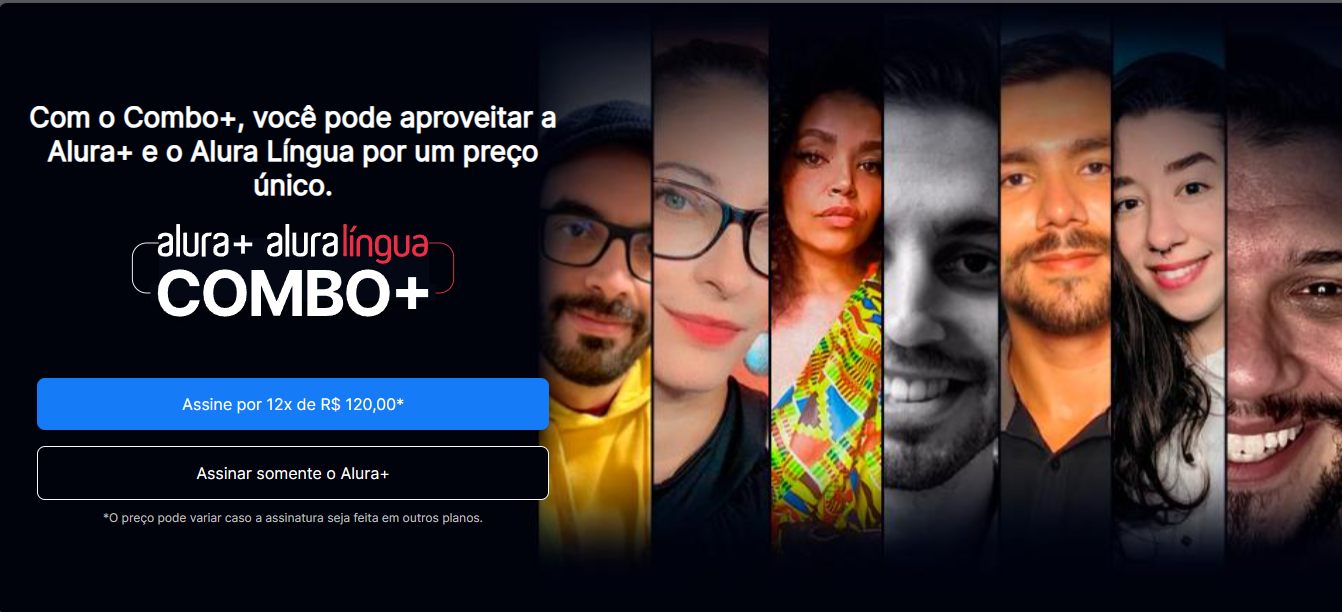 Com o Combo+, você pode aproveitar a
Alura+ e o Alura Língua por um preço
único.
alura+ aluralíngua
COMBO+
Assine por 12x de R$ 120,00*
Assinar somente o Alura+
*O preço pode variar caso a assinatura seja feita em outros planos.